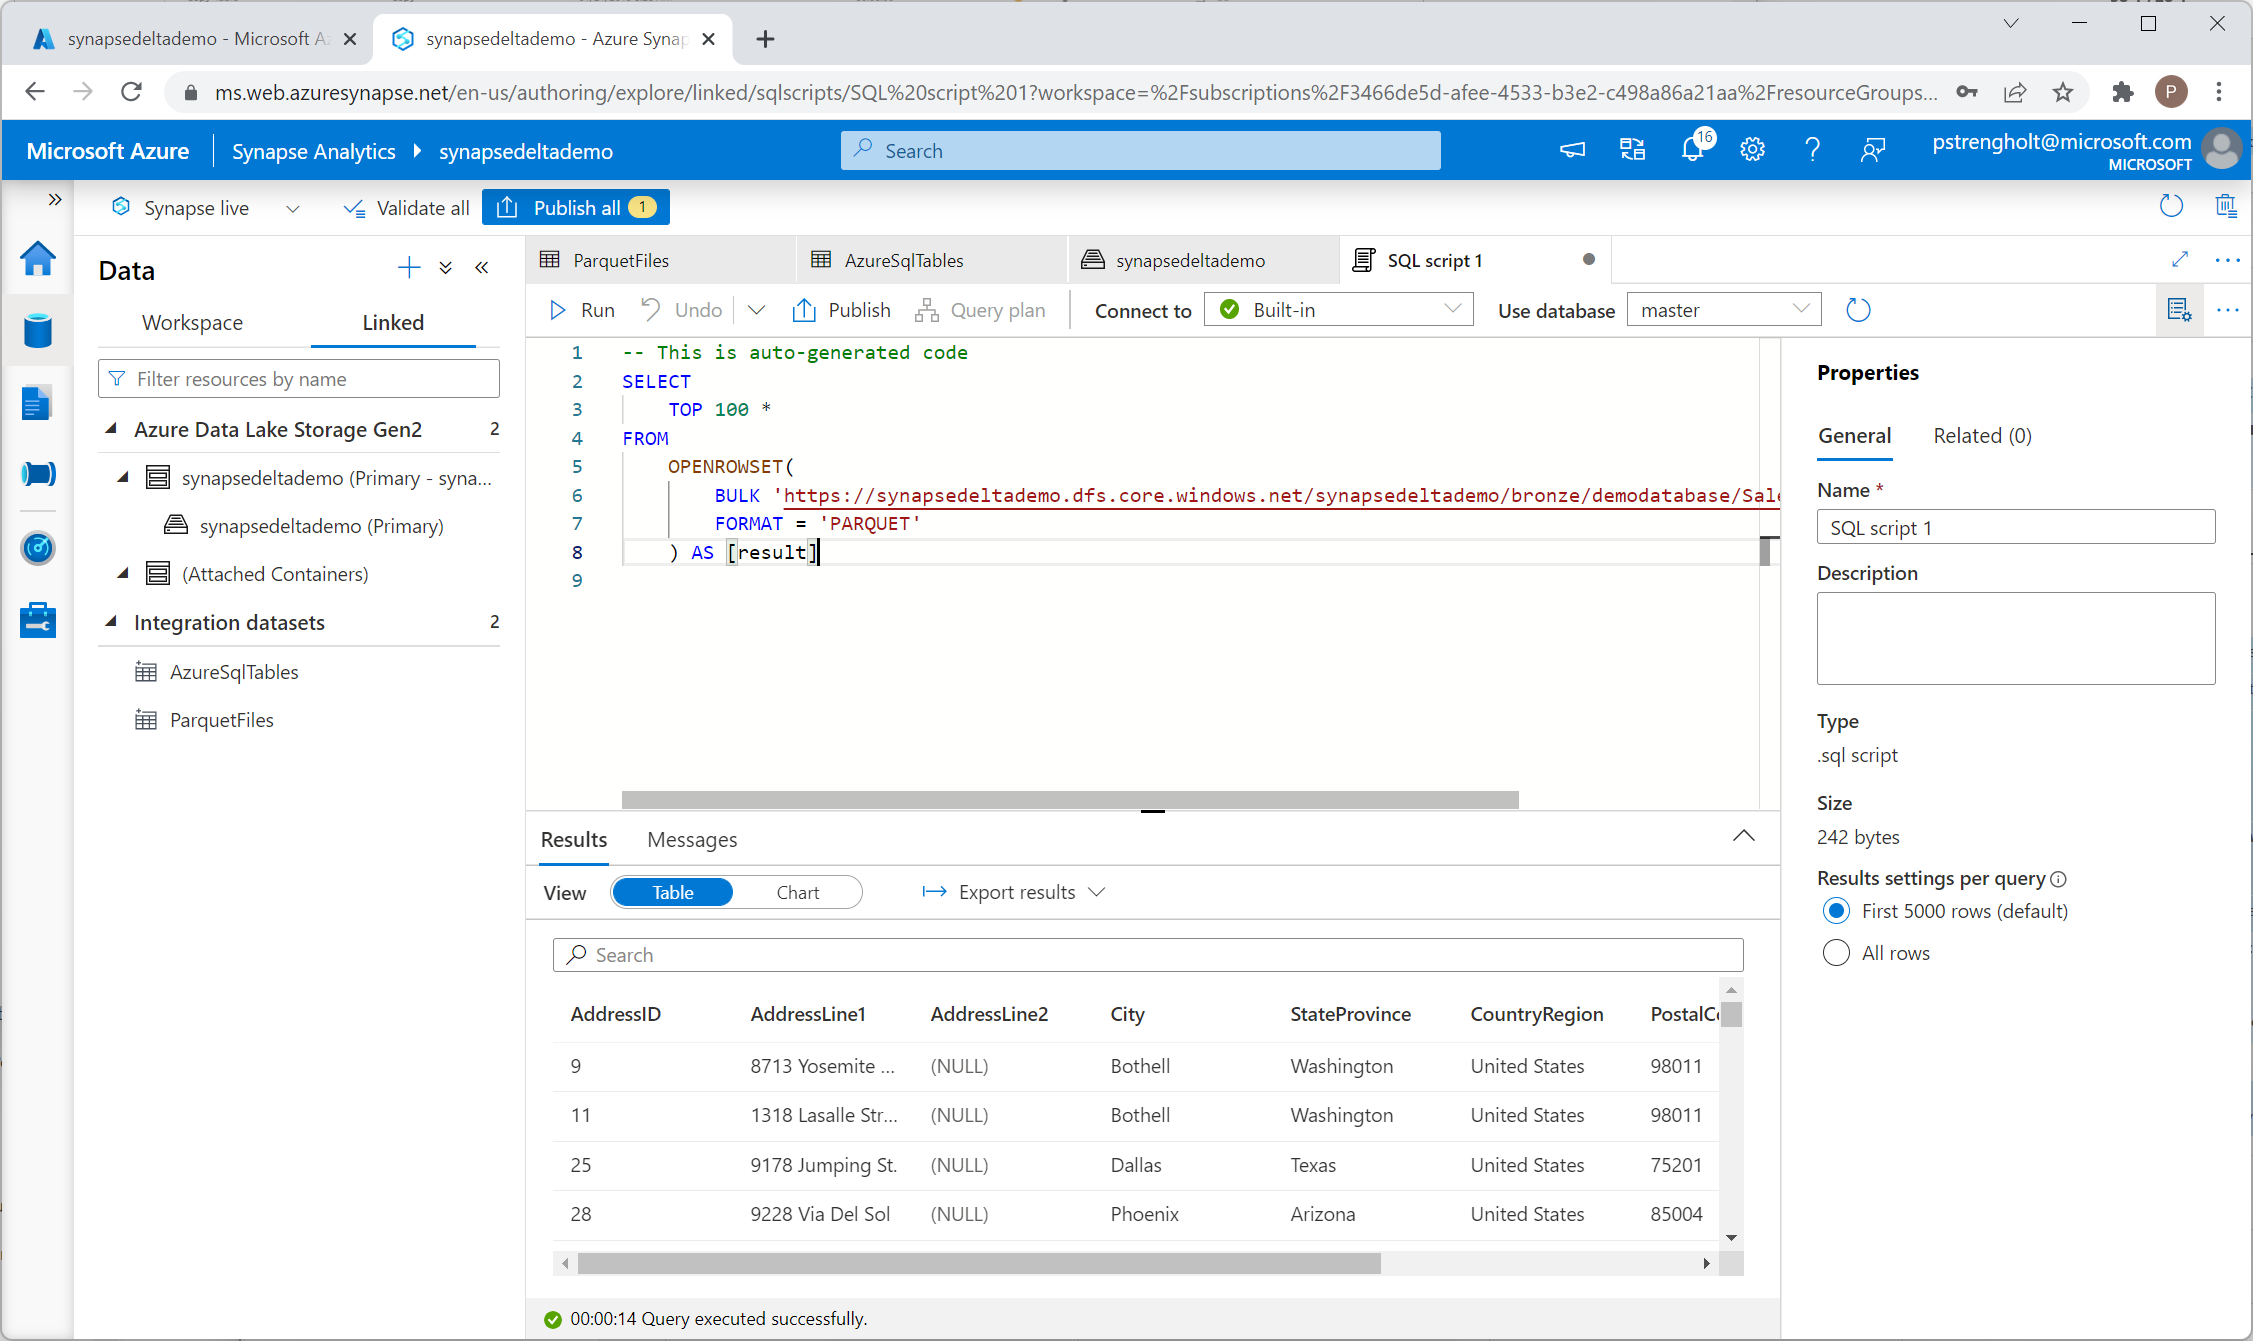 synapsedeltademo - Microsoft Az
synapsedeltademo - Azure Synap
ms.web.azuresynapse.net/en-us/authoring/explore/linked/sqlscripts/SQL%20script%201?workspace=%2Fsubscriptions%2F3466de5d-afee-4533-b3e2-c498a86a21aa%2FresourceGroups...
P
Microsoft Azure
Synapse Analytics
synapsedeltademo
Search
16
pstrengholt@microsoft.com
MICROSOFT
Synapse live
Validate all
Publish all 1
Data
Workspace
Linked
Filter resources by name
Azure Data Lake Storage Gen2 2
synapsedeltademo (Primary - syna...
synapsedeltademo (Primary)
(Attached Containers)
Integration datasets 2
AzureSqlTables
ParquetFiles
ParquetFiles
AzureSqlTables
synapsedeltademo
SQL script 1
Run
Undo
Publish
Query plan
Connect to
Built-in
Use database
master
1 -- This is auto-generated code
2 SELECT
3 TOP 100 *
4 FROM
5 OPENROWSET(
6 BULK 'https://synapsedeltademo.dfs.core.windows.net/synapsedeltademo/bronze/demodatabase/Sale
7 FORMAT = 'PARQUET'
8 ) AS [result]
9
Results
Messages
View
Table
Chart
Export results
Search
AddressID AddressLine1 AddressLine2 City StateProvince CountryRegion PostalCo
9 8713 Yosemite ... (NULL) Bothell Washington United States 98011
11 1318 Lasalle Str... (NULL) Bothell Washington United States 98011
25 9178 Jumping St. (NULL) Dallas Texas United States 75201
28 9228 Via Del Sol (NULL) Phoenix Arizona United States 85004
00:00:14 Query executed successfully.
Properties
General
Related (0)
Name *
SQL script 1
Description
Type
.sql script
Size
242 bytes
Results settings per query
First 5000 rows (default)
All rows